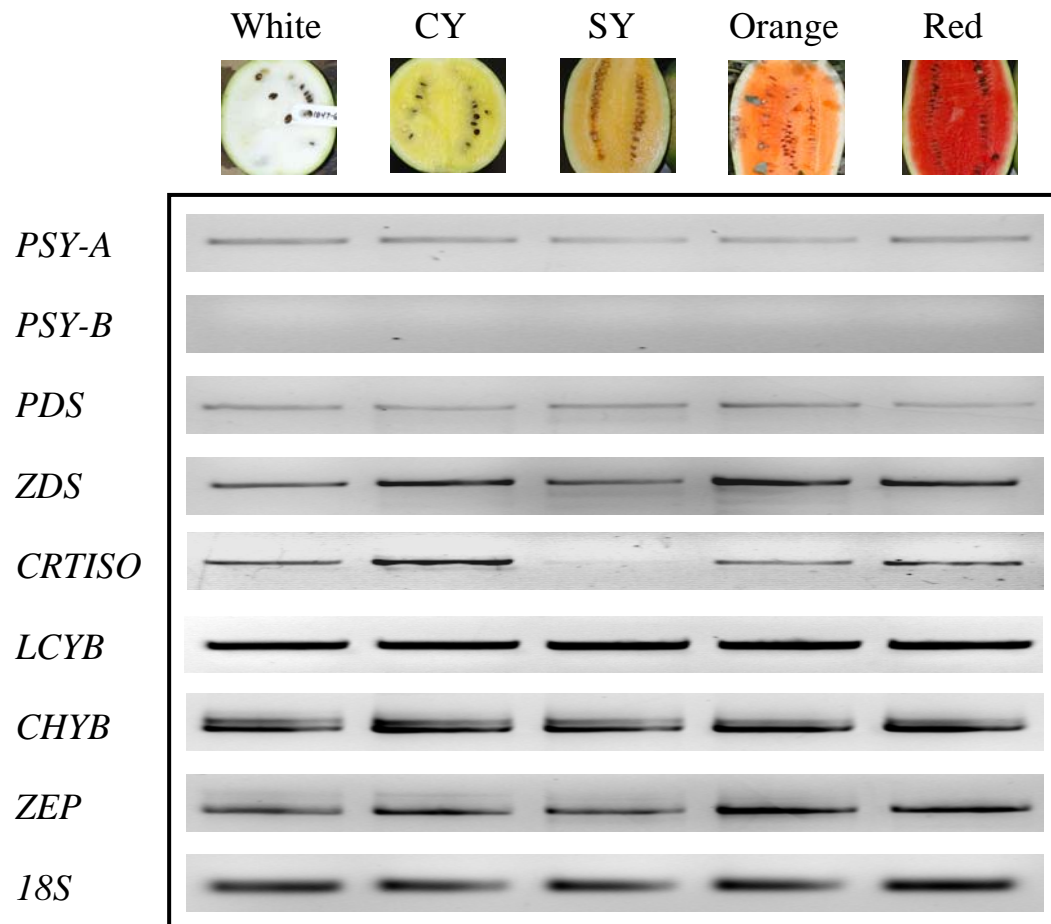 White CY SY Orange Red
PSY-A
PSY-B
PDS
ZDS
CRTISO
LCYB
CHYB
ZEP
18S